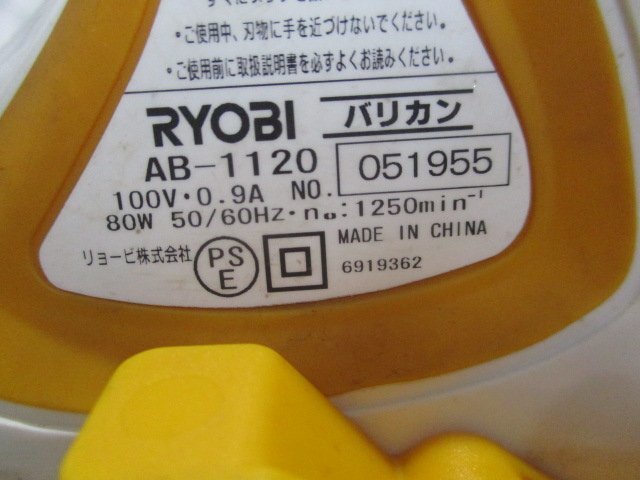 ・ご使用中、刃物に手を近づけないでください。
・ご使用前に取扱説明書を必ずよくお読みください。
RYOBI バリカン
AB-1120
100V・0.9A NO. 051955
80W 50/60Hz・n₀:1250min⁻¹
リョービ株式会社 PSE MADE IN CHINA
6919362